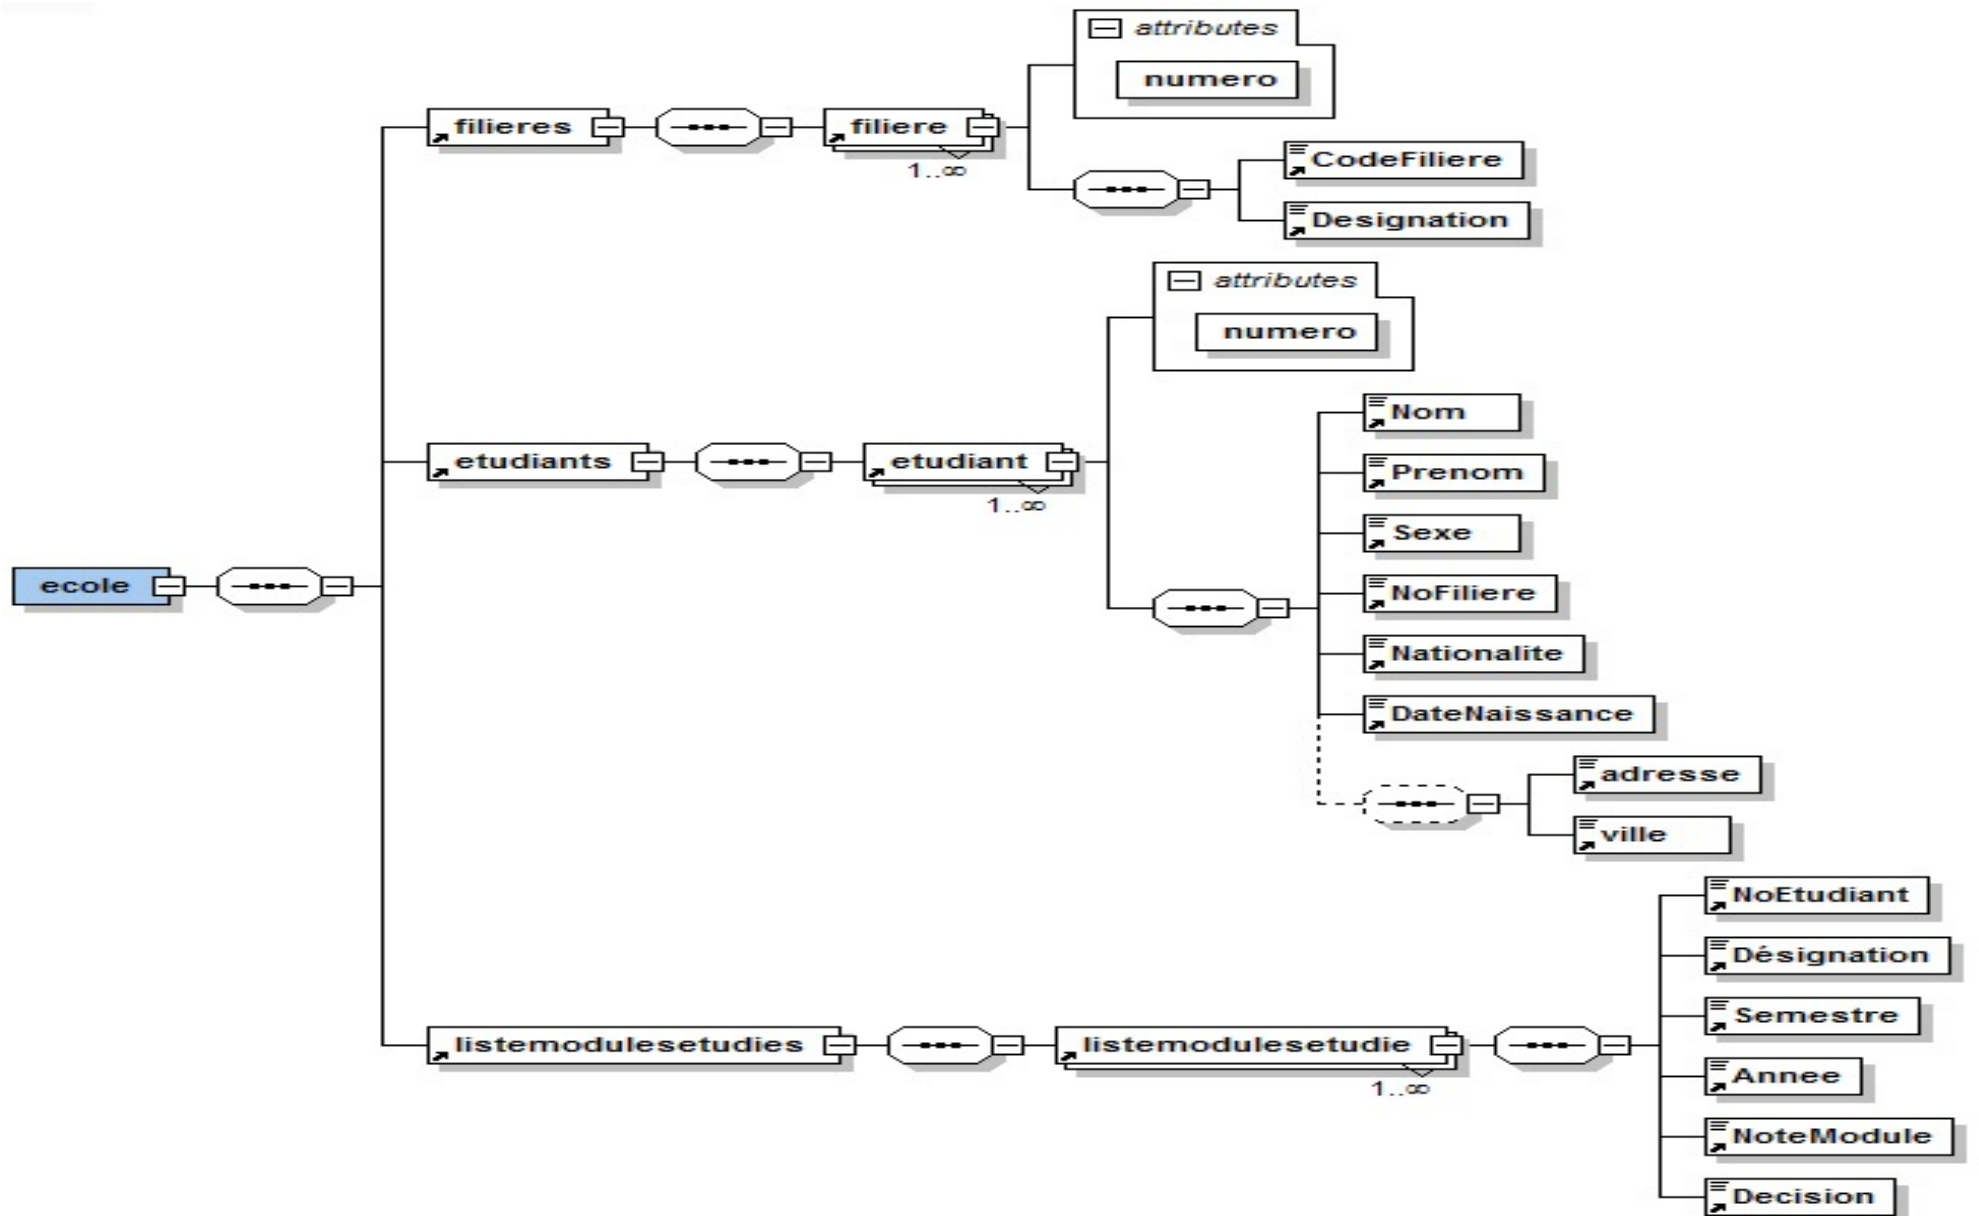 attributes
numero
filieres
filiere
1..∞
CodeFiliere
Designation
attributes
numero
etudiants
etudiant
1..∞
Nom
Prenom
Sexe
NoFiliere
Nationalite
DateNaissance
adresse
ville
ecole
listemodulesetudies
listemodulesetudie
1..∞
NoEtudiant
Désignation
Semestre
Annee
NoteModule
Decision